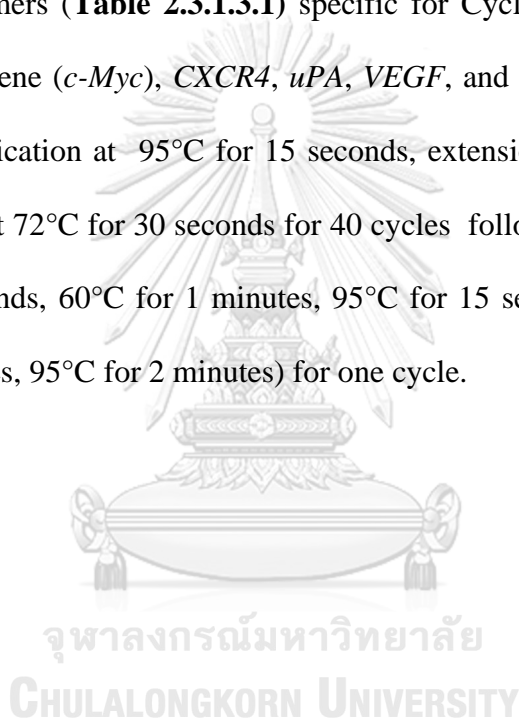 mers (Table 2.3.1.3.1) specific for Cycl
ene (c-Myc), CXCR4, uPA, VEGF, and
ication at 95°C for 15 seconds, extensio
t 72°C for 30 seconds for 40 cycles follo
nds, 60°C for 1 minutes, 95°C for 15 se
es, 95°C for 2 minutes) for one cycle.
จุฬาลงกรณ์มหาวิทยาลัย
CHULALONGKORN UNIVERSITY